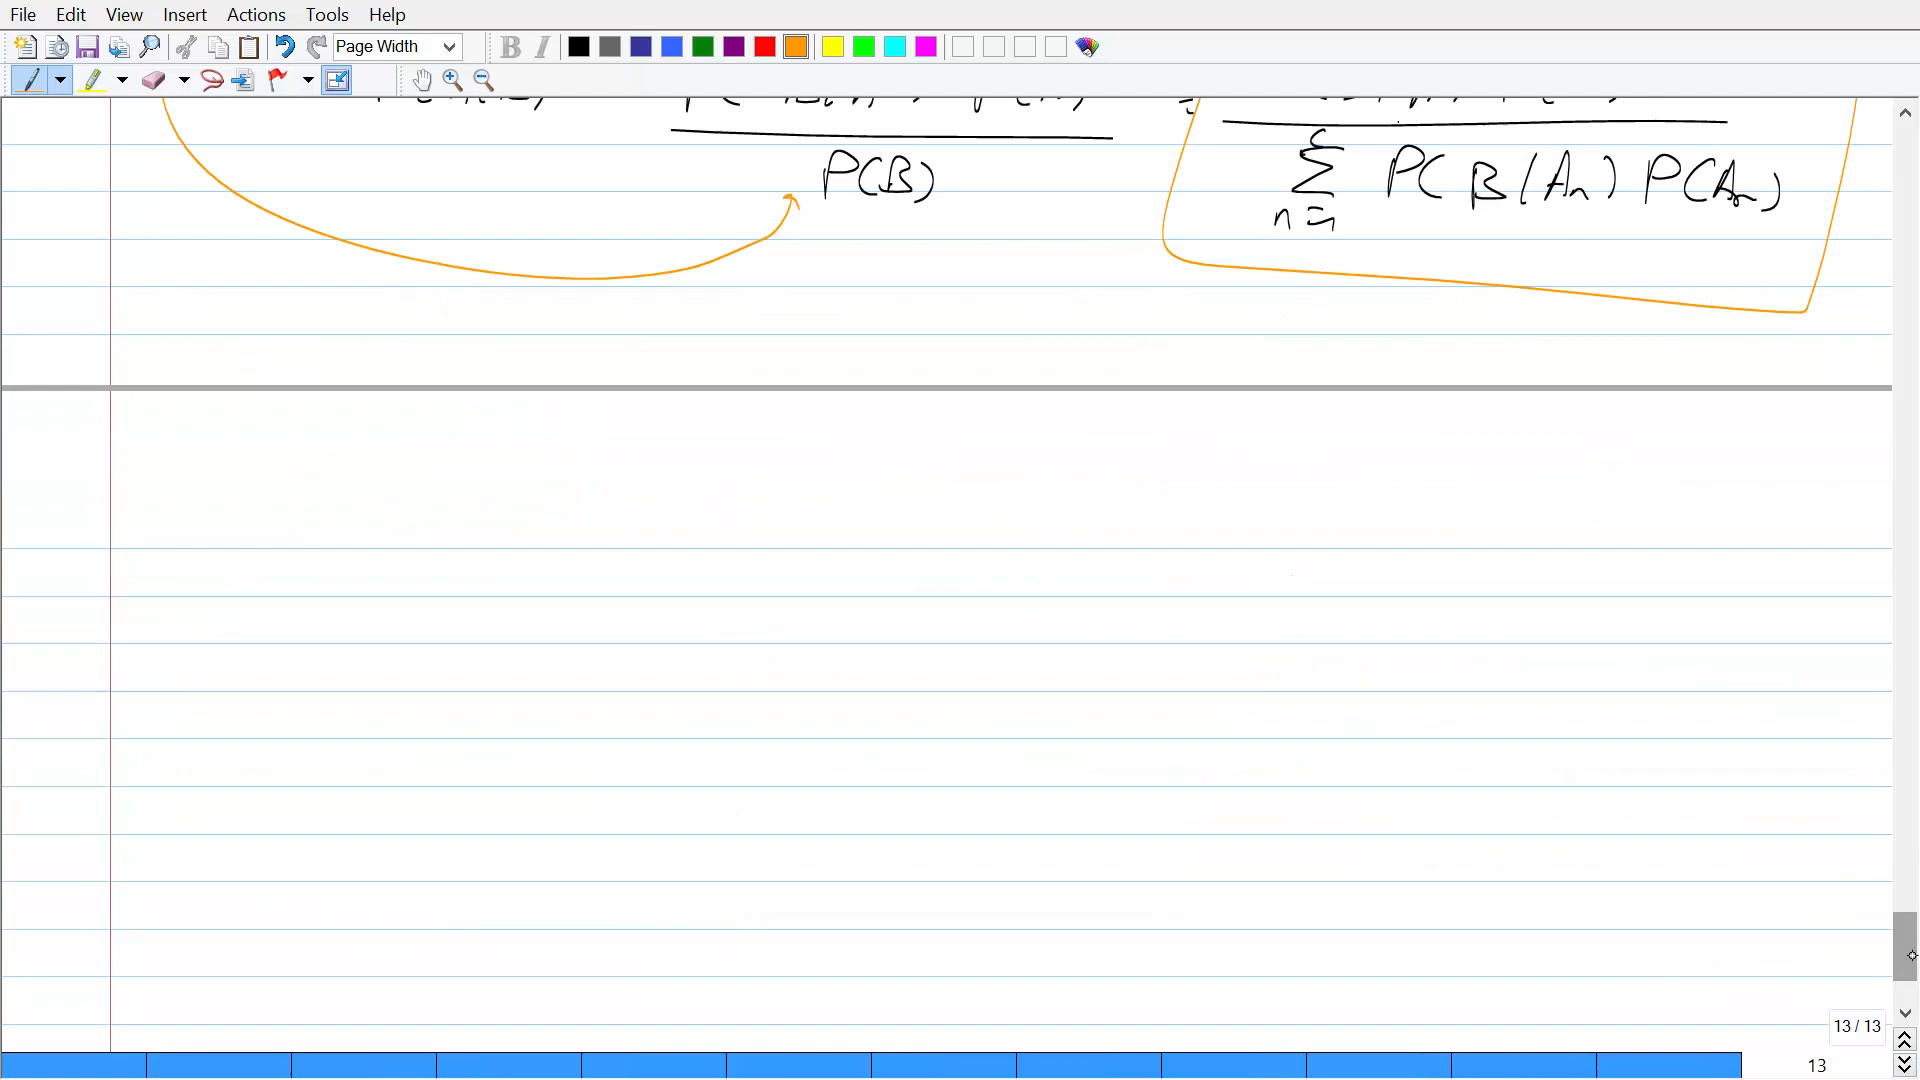 File Edit View Insert Actions Tools Help
Page Width B I
P(B)
n=1
∑ P(B|An) P(An)
13 / 13
13